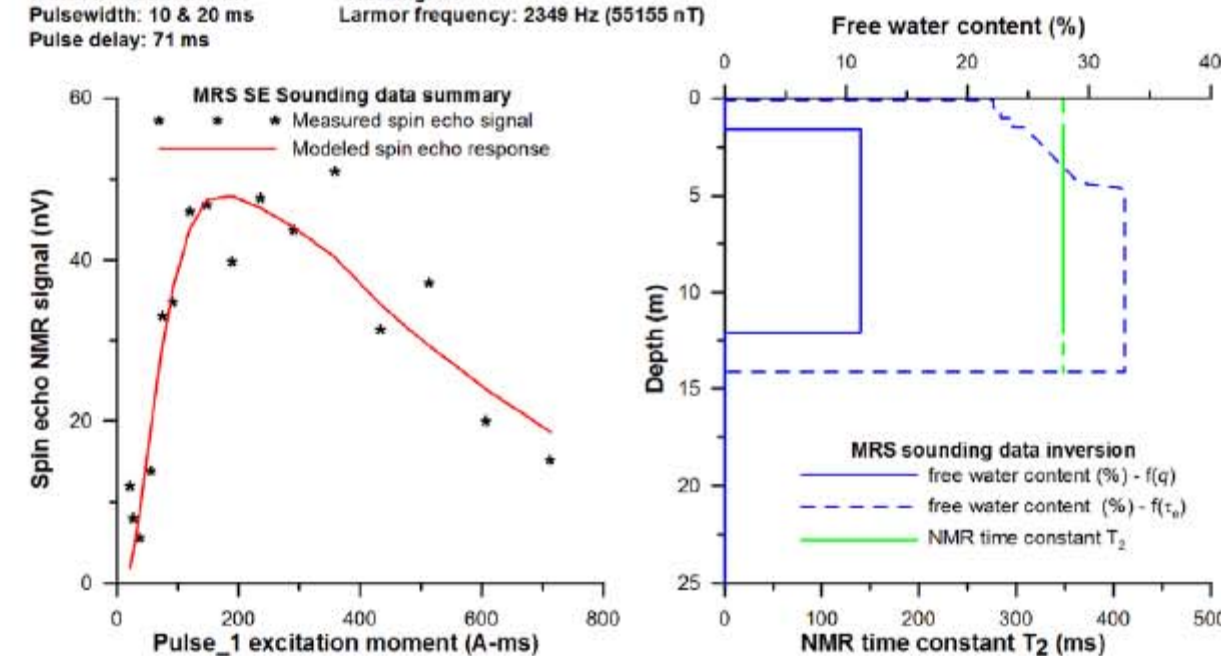 Pulsewidth: 10 & 20 ms
Larmor frequency: 2349 Hz (55155 nT)
Pulse delay: 71 ms
MRS SE Sounding data summary
Measured spin echo signal
Modeled spin echo response
Spin echo NMR signal (nV)
60
40
20
0
0 200 400 600 800
Pulse_1 excitation moment (A-ms)
Free water content (%)
0 10 20 30 40
Depth (m)
0
5
10
15
20
25
MRS sounding data inversion
free water content (%) - f(q)
free water content (%) - f(τₑ)
NMR time constant T₂
0 100 200 300 400 500
NMR time constant T2 (ms)